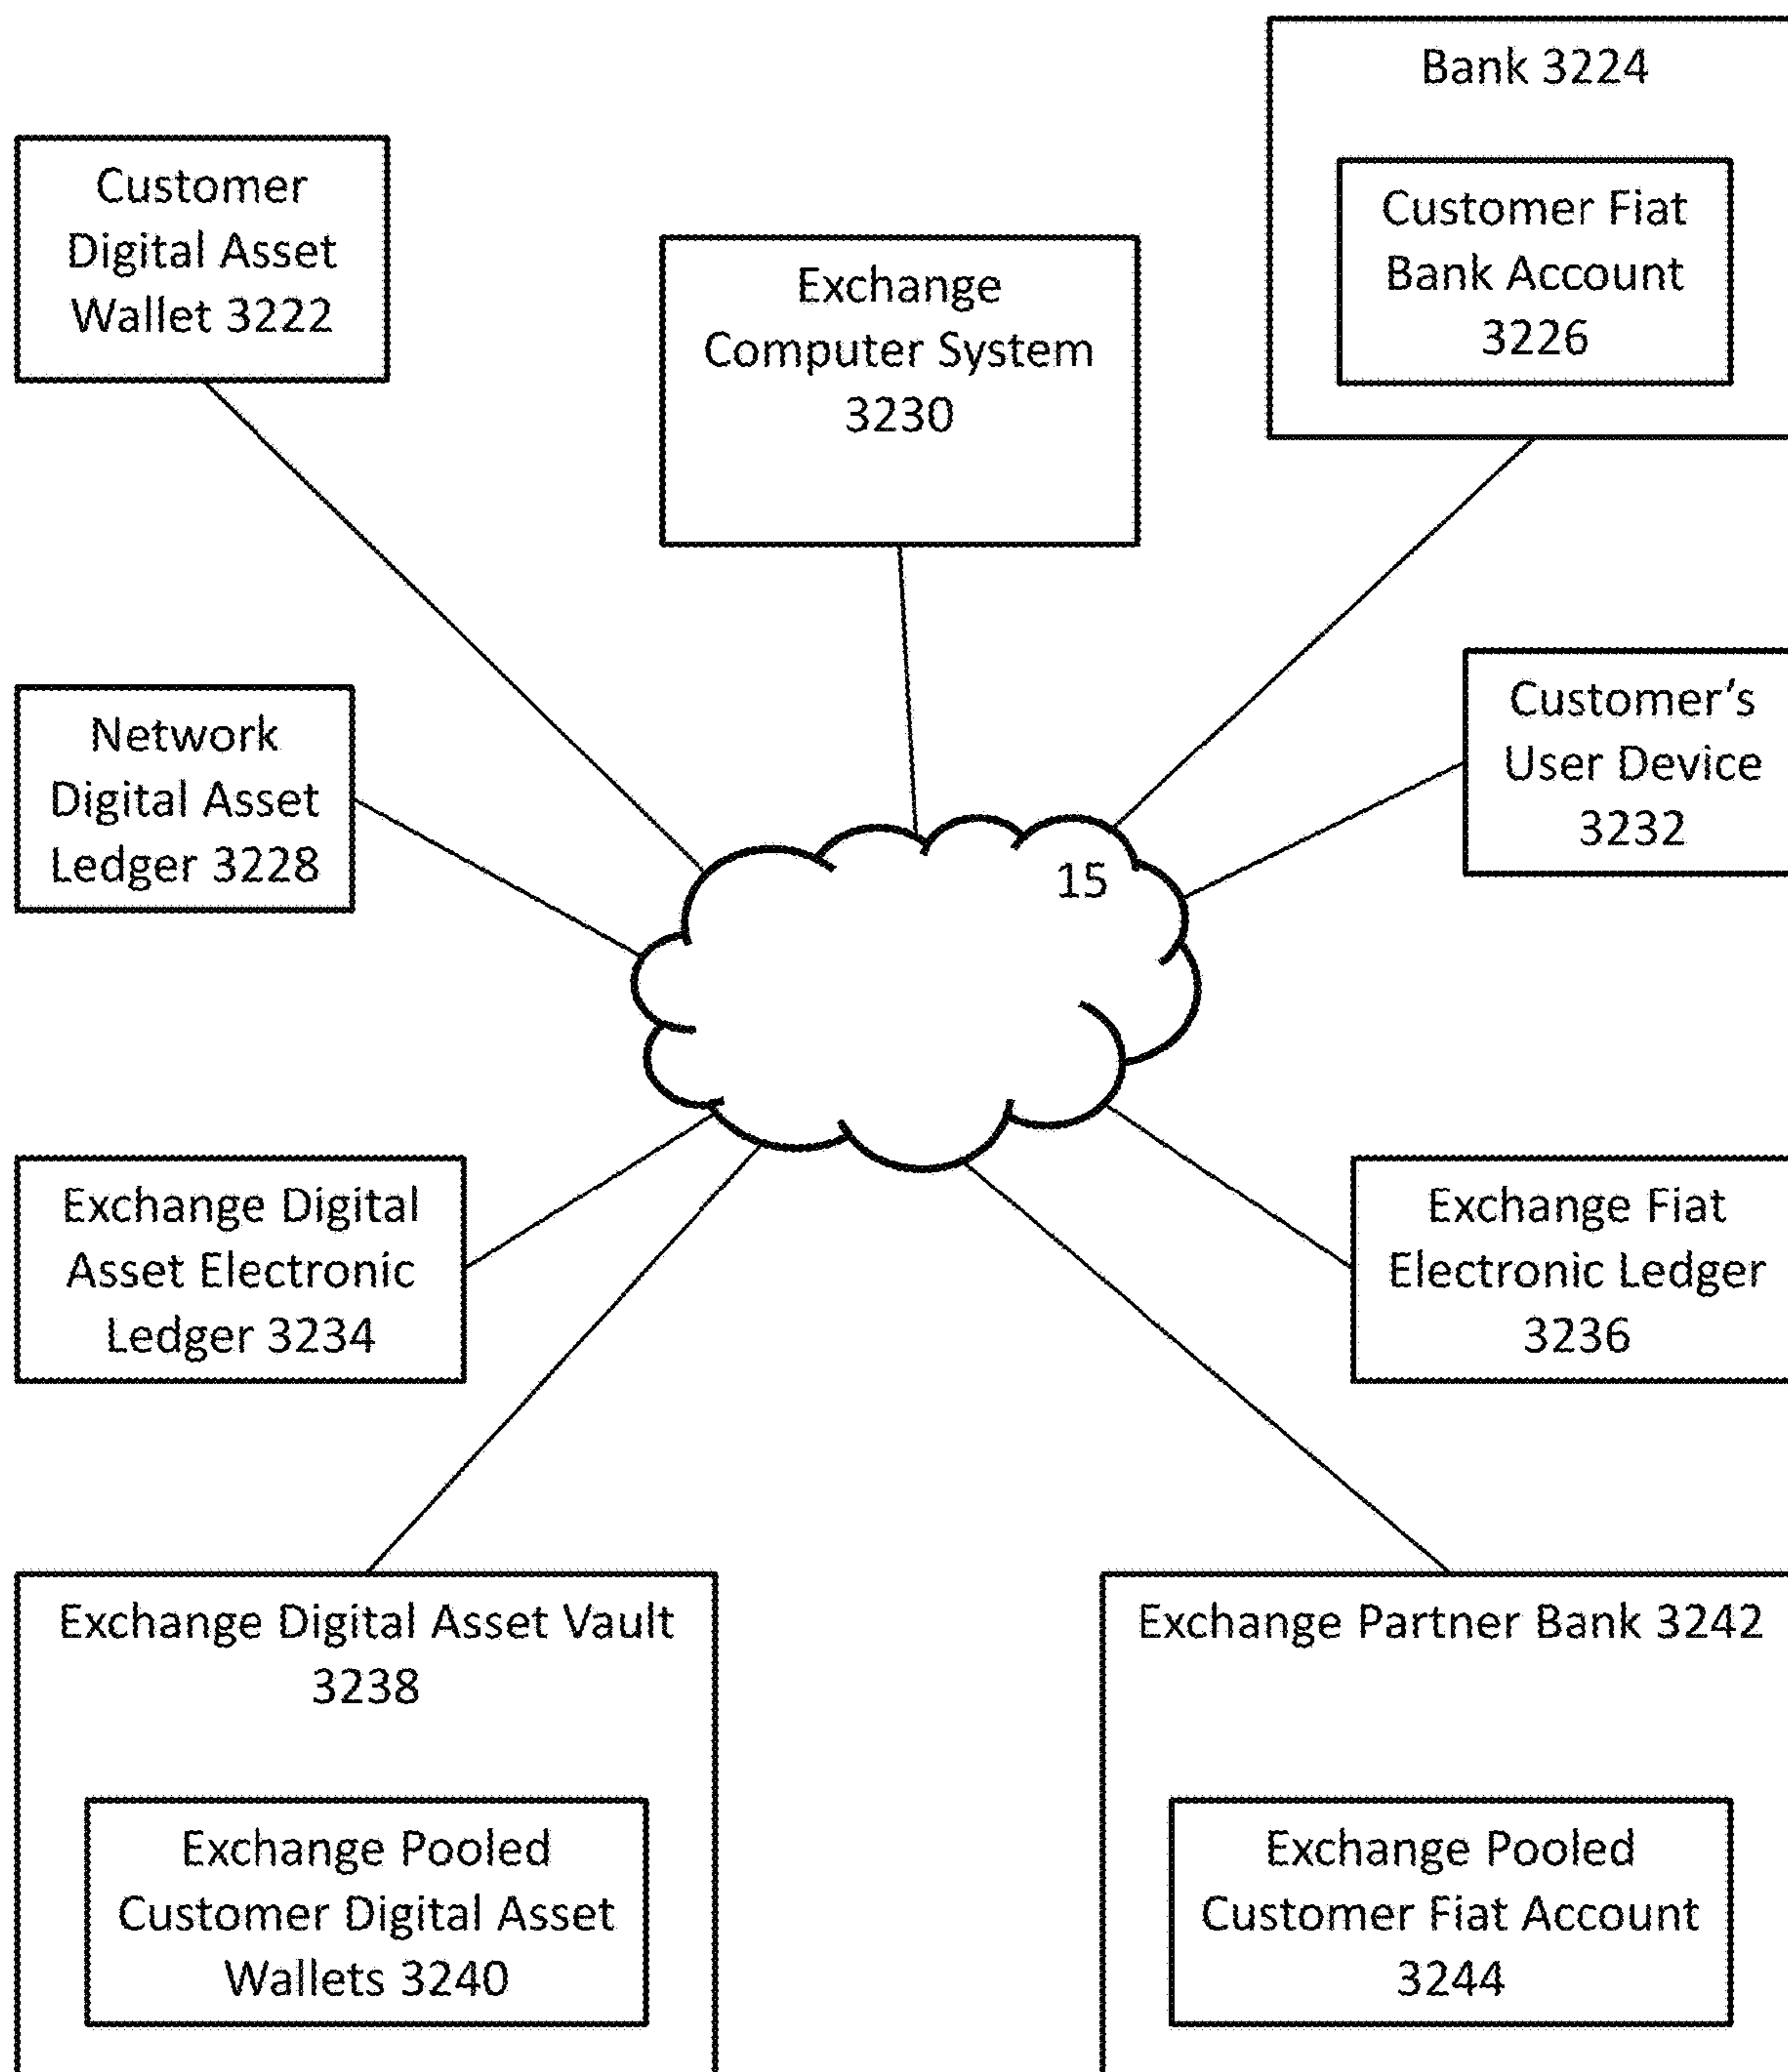 Bank 3224
Customer
Digital Asset
Wallet 3222
Customer Fiat
Bank Account
3226
Exchange
Computer System
3230
Network
Digital Asset
Ledger 3228
Customer’s
User Device
3232
15
Exchange Digital
Asset Electronic
Ledger 3234
Exchange Fiat
Electronic Ledger
3236
Exchange Digital Asset Vault
3238
Exchange Pooled
Customer Digital Asset
Wallets 3240
Exchange Partner Bank 3242
Exchange Pooled
Customer Fiat Account
3244